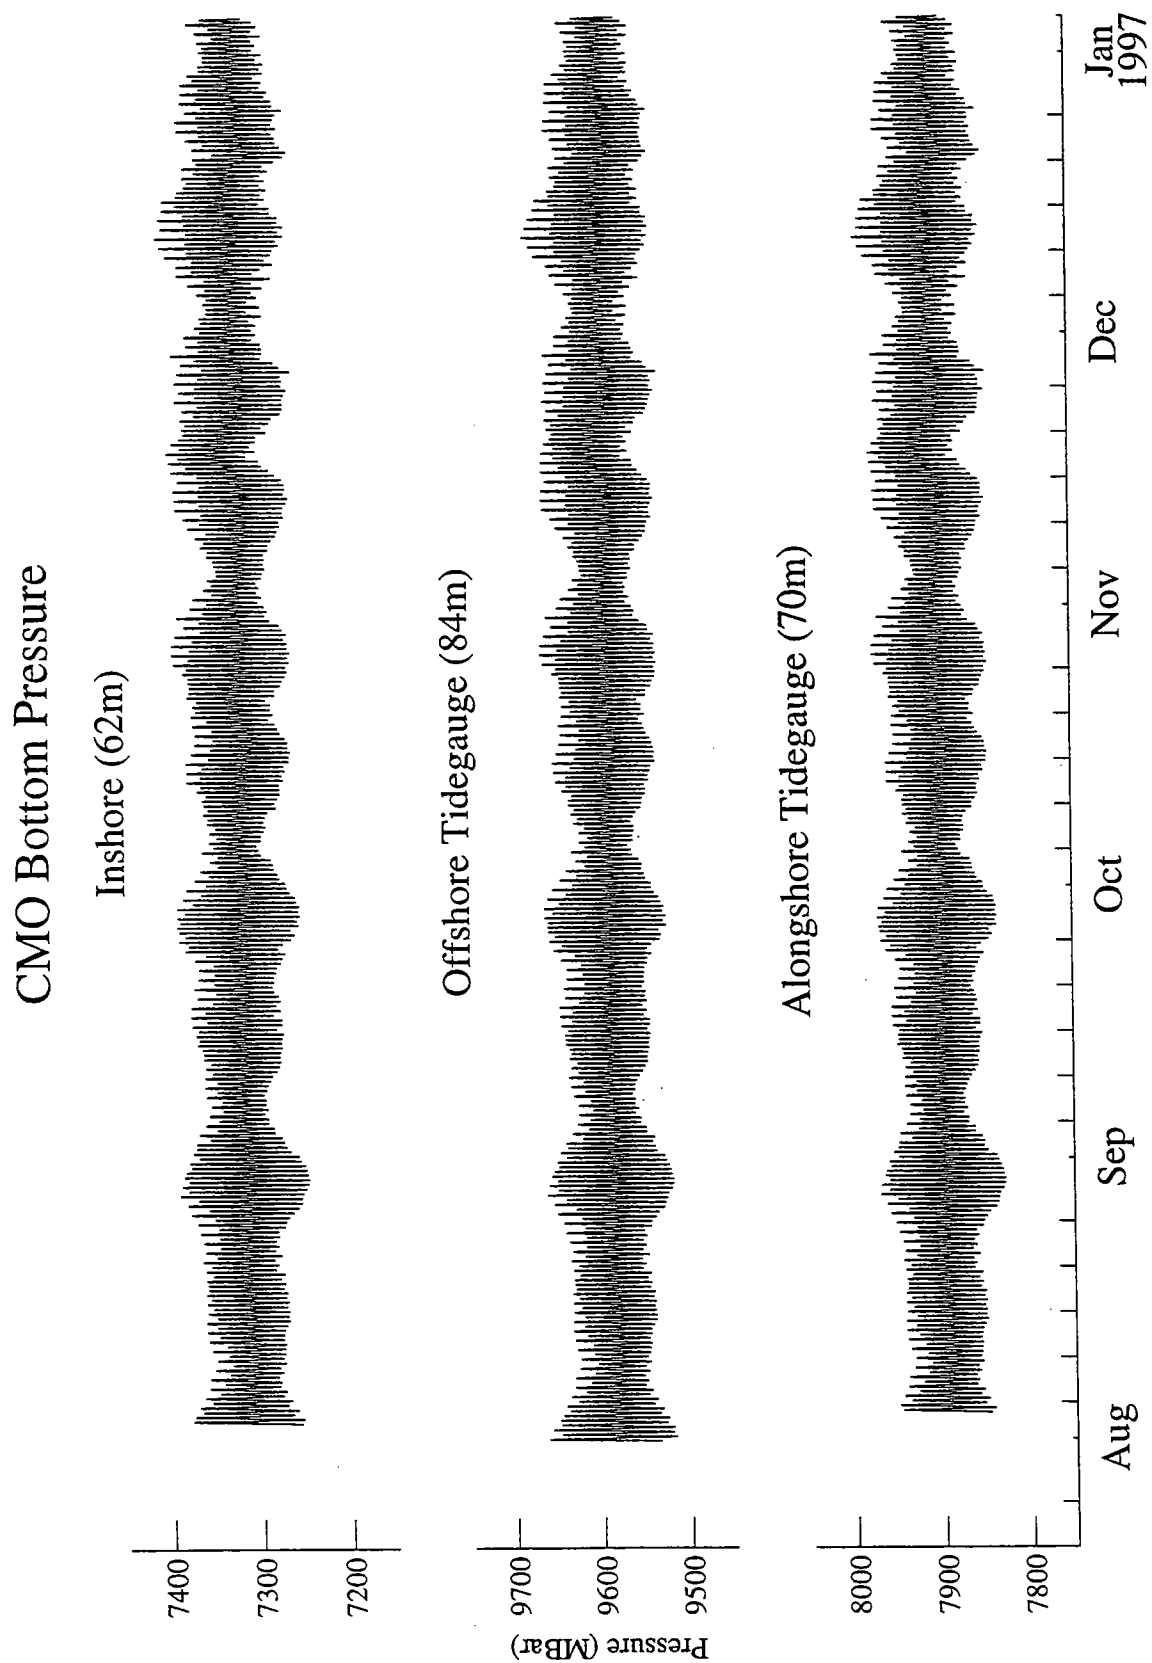 CMO Bottom Pressure
Inshore (62m)
7400
7300
7200
Offshore Tidegauge (84m)
9700
9600
9500
Pressure (MBar)
Alongshore Tidegauge (70m)
8000
7900
7800
Aug
Sep
Oct
Nov
Dec
Jan
1997